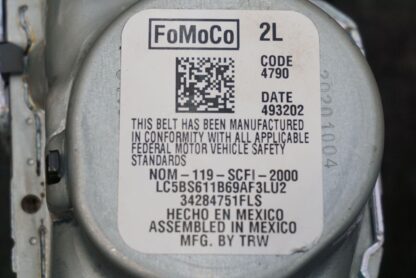 FoMoCo 2L
CODE
4790
DATE
493202
THIS BELT HAS BEEN MANUFACTURED
IN CONFORMITY WITH ALL APPLICABLE
FEDERAL MOTOR VEHICLE SAFETY
STANDARDS
NOM-119-SCFI-2000
LC5BS611B69AF3LU2
34284751FLS
HECHO EN MEXICO
ASSEMBLED IN MEXICO
MFG. BY TRW
20201004